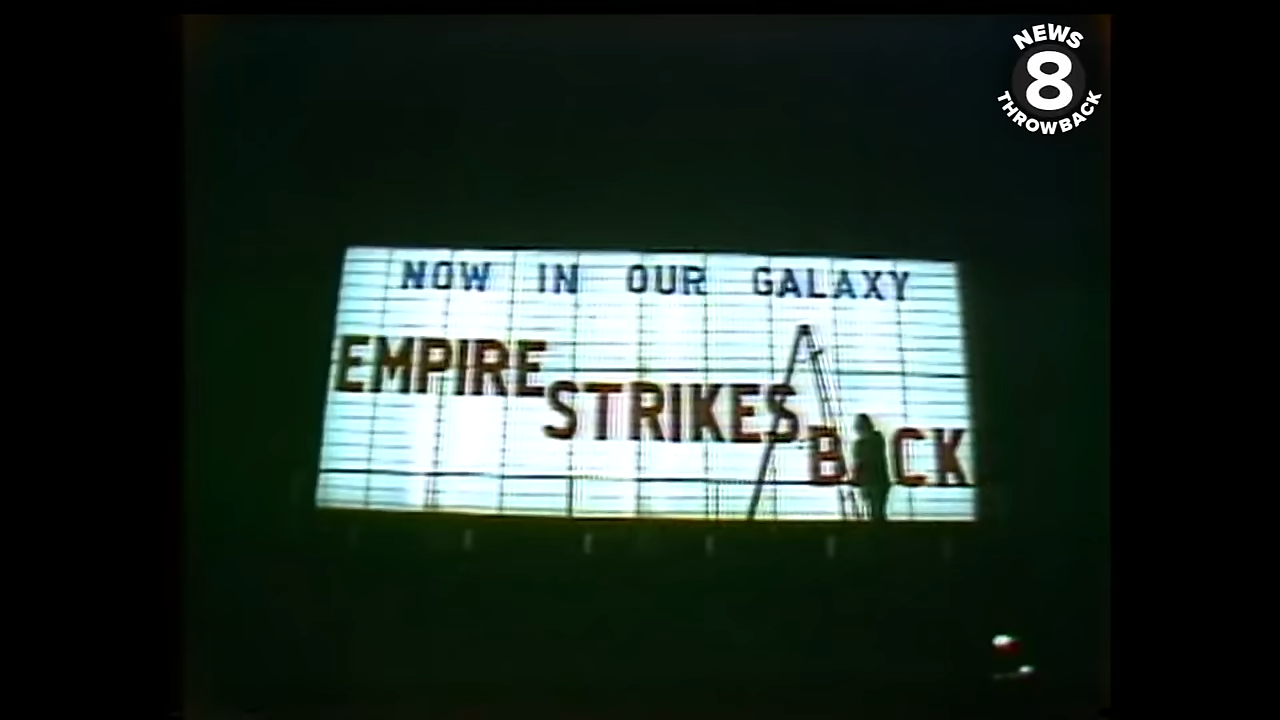 NEWS
8
THROWBACK
NOW IN OUR GALAXY
EMPIRE
STRIKES
BACK